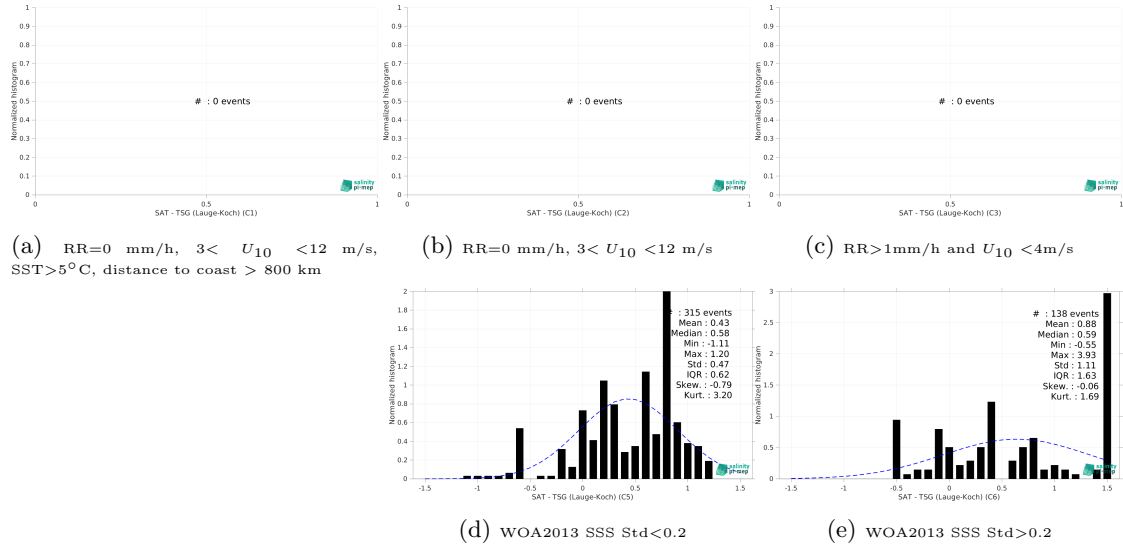 1
0.9
0.8
0.7
0.6
0.5
0.4
0.3
0.2
0.1
0
Normalized histogram
# : 0 events
salinity
pi-mep
0 0.5 1
SAT - TSG (Lauge-Koch) (C1)
(a) RR=0 mm/h, 3< U10 <12 m/s,
SST>5°C, distance to coast > 800 km
1
0.9
0.8
0.7
0.6
0.5
0.4
0.3
0.2
0.1
0
Normalized histogram
# : 0 events
salinity
pi-mep
0 0.5 1
SAT - TSG (Lauge-Koch) (C2)
(b) RR=0 mm/h, 3< U10 <12 m/s
1
0.9
0.8
0.7
0.6
0.5
0.4
0.3
0.2
0.1
0
Normalized histogram
# : 0 events
salinity
pi-mep
0 0.5 1
SAT - TSG (Lauge-Koch) (C3)
(c) RR>1mm/h and U10 <4m/s
2
1.8
1.6
1.4
1.2
1
0.8
0.6
0.4
0.2
0
Normalized histogram
# : 315 events
Mean : 0.43
Median : 0.58
Min : -1.11
Max : 1.20
Std : 0.47
IQR : 0.62
Skew. : -0.79
Kurt. : 3.20
salinity
pi-mep
-1.5 -1 -0.5 0 0.5 1 1.5
SAT - TSG (Lauge-Koch) (C5)
(d) WOA2013 SSS Std<0.2
3
2.5
2
1.5
1
0.5
0
Normalized histogram
# : 138 events
Mean : 0.88
Median : 0.59
Min : -0.55
Max : 3.93
Std : 1.11
IQR : 1.63
Skew. : -0.06
Kurt. : 1.69
salinity
pi-mep
-1.5 -1 -0.5 0 0.5 1 1.5
SAT - TSG (Lauge-Koch) (C6)
(e) WOA2013 SSS Std>0.2